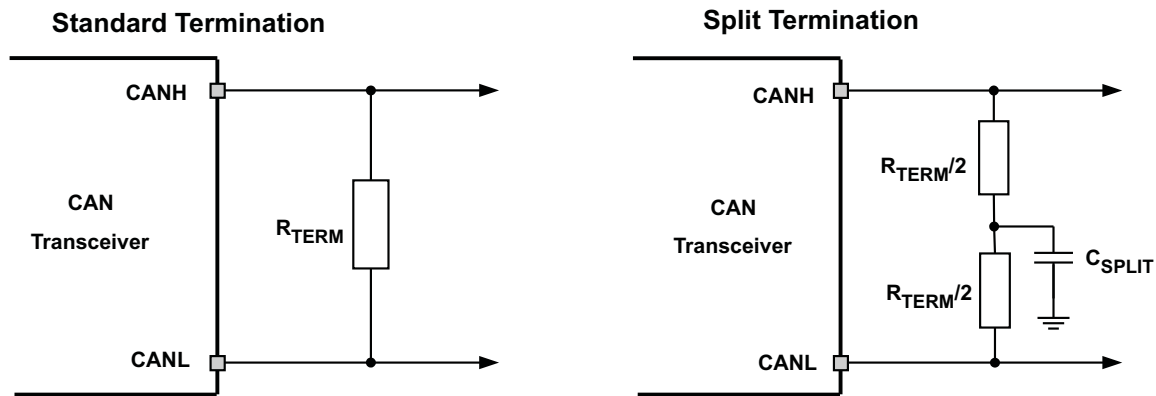 Standard Termination
CANH
CAN
Transceiver
RTERM
CANL
Split Termination
CANH
RTERM/2
CAN
Transceiver
CSPLIT
RTERM/2
CANL